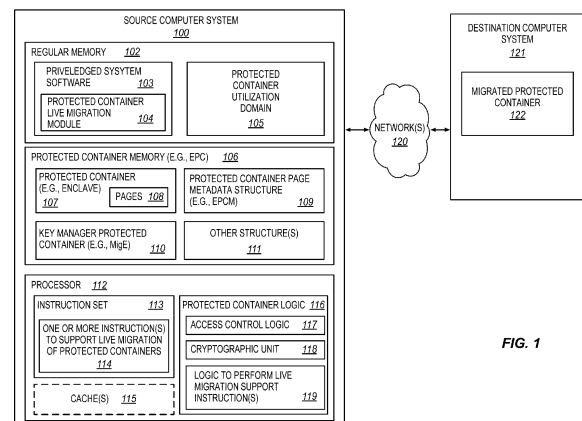 SOURCE COMPUTER SYSTEM
100
REGULAR MEMORY 102
PRIVELEDGED SYSYTEM
SOFTWARE 103
PROTECTED CONTAINER
LIVE MIGRATION
MODULE 104
PROTECTED
CONTAINER
UTILIZATION
DOMAIN
105
PROTECTED CONTAINER MEMORY (E.G., EPC) 106
PROTECTED CONTAINER
(E.G., ENCLAVE)
107
PAGES 108
PROTECTED CONTAINER PAGE
METADATA STRUCTURE
(E.G., EPCM) 109
KEY MANAGER PROTECTED
CONTAINER (E.G., MigE) 110
OTHER STRUCTURE(S)
111
PROCESSOR 112
INSTRUCTION SET 113
ONE OR MORE INSTRUCTION(S)
TO SUPPORT LIVE MIGRATION
OF PROTECTED CONTAINERS
114
CACHE(S) 115
PROTECTED CONTAINER LOGIC 116
ACCESS CONTROL LOGIC 117
CRYPTOGRAPHIC UNIT 118
LOGIC TO PERFORM LIVE
MIGRATION SUPPORT
INSTRUCTION(S) 119
NETWORK(S)
120
DESTINATION COMPUTER
SYSTEM
121
MIGRATED PROTECTED
CONTAINER
122
FIG. 1